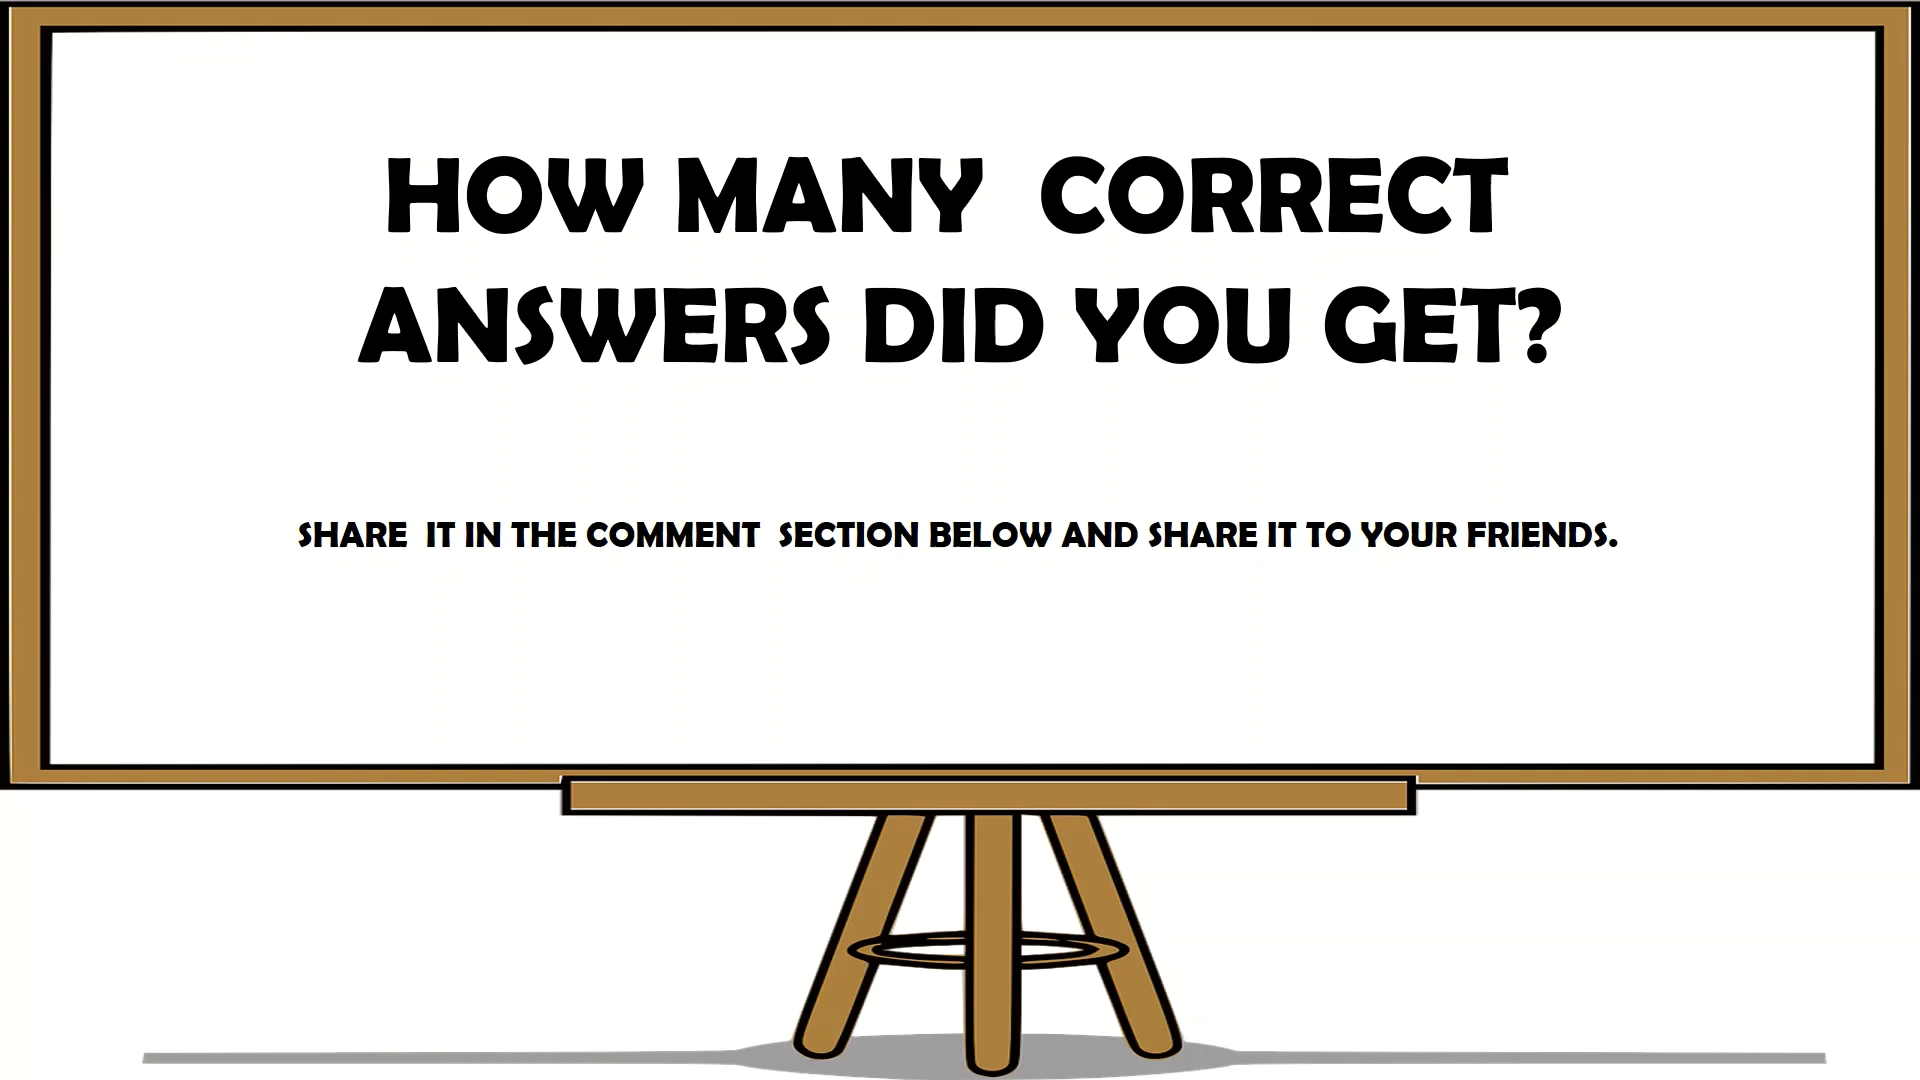 HOW MANY CORRECT
ANSWERS DID YOU GET?
SHARE IT IN THE COMMENT SECTION BELOW AND SHARE IT TO YOUR FRIENDS.